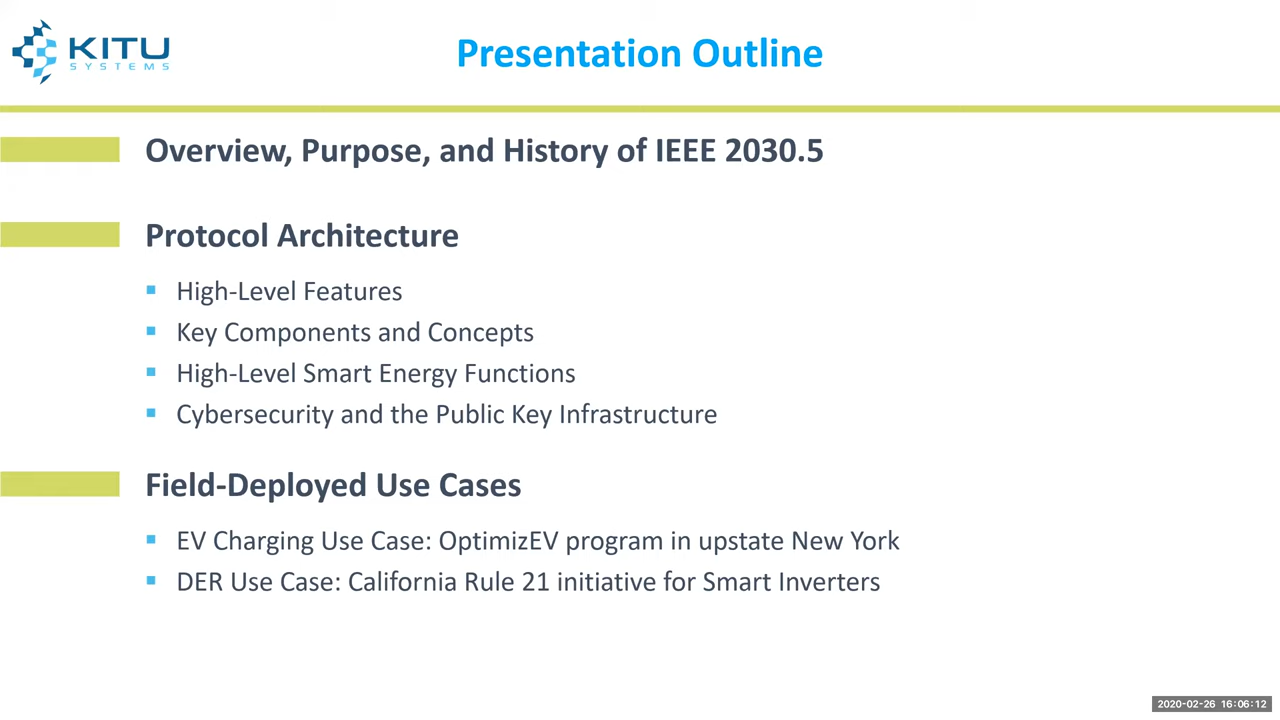 KITU
SYSTEMS
Presentation Outline
Overview, Purpose, and History of IEEE 2030.5
Protocol Architecture
▪ High-Level Features
▪ Key Components and Concepts
▪ High-Level Smart Energy Functions
▪ Cybersecurity and the Public Key Infrastructure
Field-Deployed Use Cases
▪ EV Charging Use Case: OptimizEV program in upstate New York
▪ DER Use Case: California Rule 21 initiative for Smart Inverters
2020-02-26 16:06:12